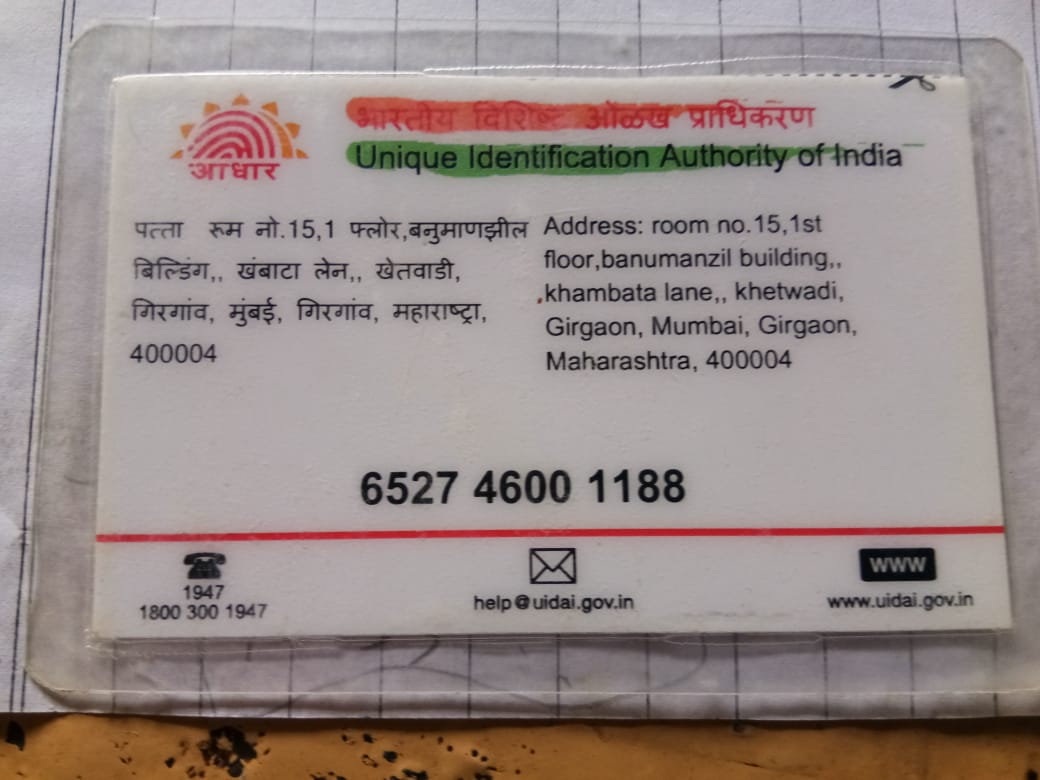 भारतीय विशिष्ट ओळख प्राधिकरण
Unique Identification Authority of India
आधार
पत्ता रूम नो.15,1 फ्लोर,बनुमाणझील
बिल्डिंग,, खंबाटा लेन,, खेतवाडी,
गिरगांव, मुंबई, गिरगांव, महाराष्ट्रा,
400004
Address: room no.15,1st
floor,banumanzil building,,
khambata lane,, khetwadi,
Girgaon, Mumbai, Girgaon,
Maharashtra, 400004
6527 4600 1188
1947
1800 300 1947
help@uidai.gov.in
WWW
www.uidai.gov.in